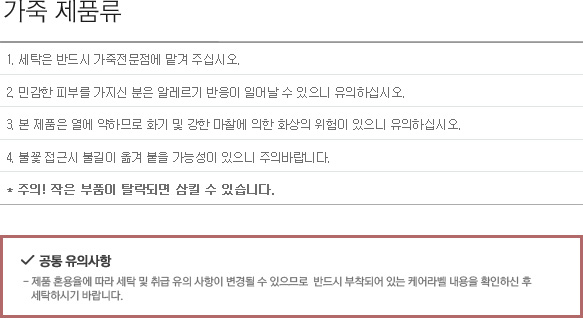 가죽 제품류
1. 세탁은 반드시 가죽전문점에 맡겨 주십시오.
2. 민감한 피부를 가지신 분은 알레르기 반응이 일어날 수 있으니 유의하십시오.
3. 본 제품은 열에 약하므로 화기 및 강한 마찰에 의한 화상의 위험이 있으니 유의하십시오.
4. 불꽃 접근시 불길이 옮겨 붙을 가능성이 있으니 주의바랍니다.
* 주의! 작은 부품이 탈락되면 삼킬 수 있습니다.
✓ 공통 유의사항
- 제품 혼용율에 따라 세탁 및 취급 유의 사항이 변경될 수 있으므로 반드시 부착되어 있는 케어라벨 내용을 확인하신 후
세탁하시기 바랍니다.